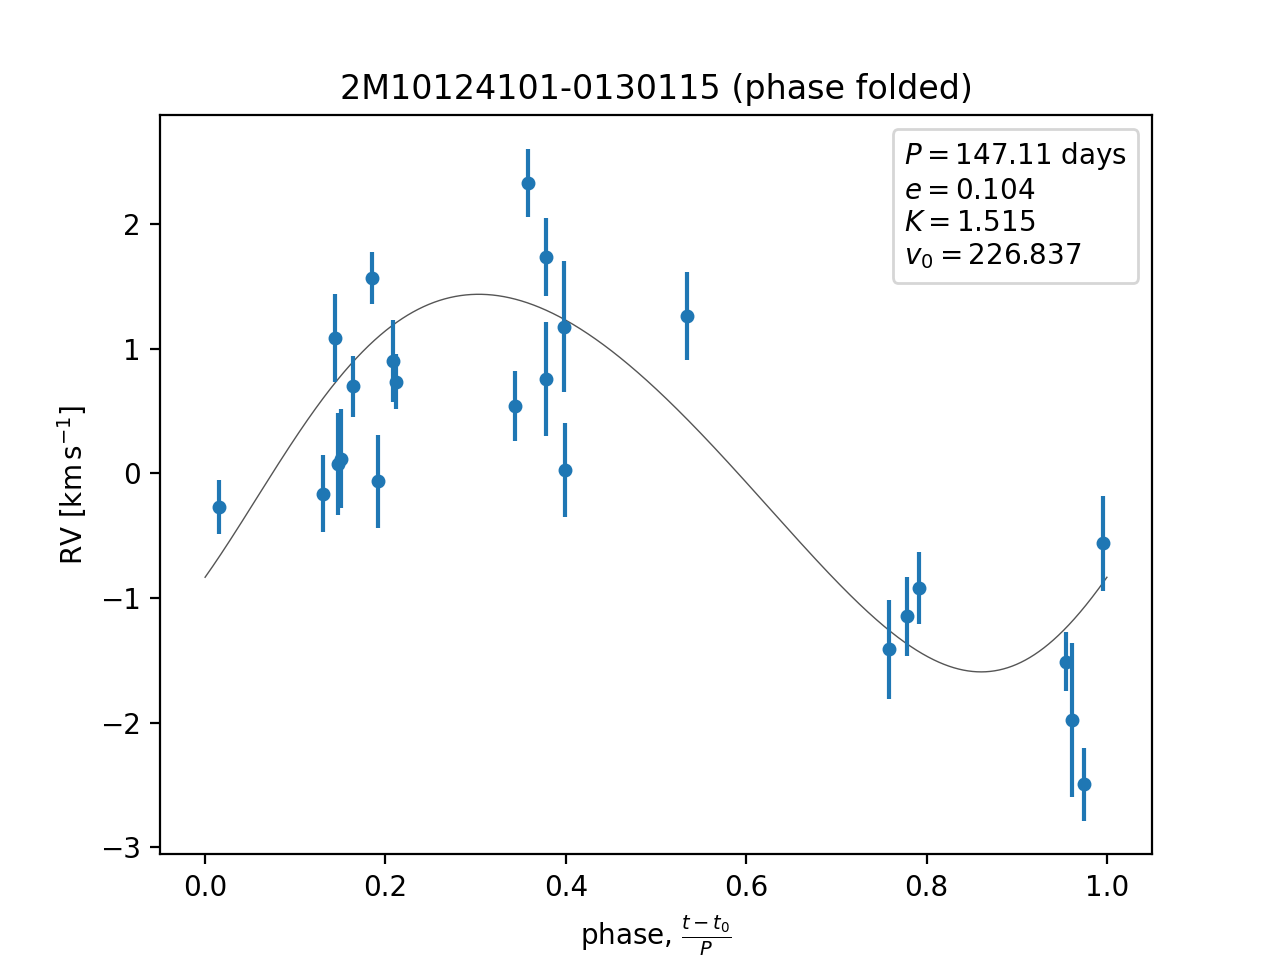 2M10124101-0130115 (phase folded)
P = 147.11 days
e = 0.104
K = 1.515
v₀ = 226.837
RV [km s⁻¹]
2
1
0
−1
−2
−3
0.0 0.2 0.4 0.6 0.8 1.0
phase, (t − t₀)/P